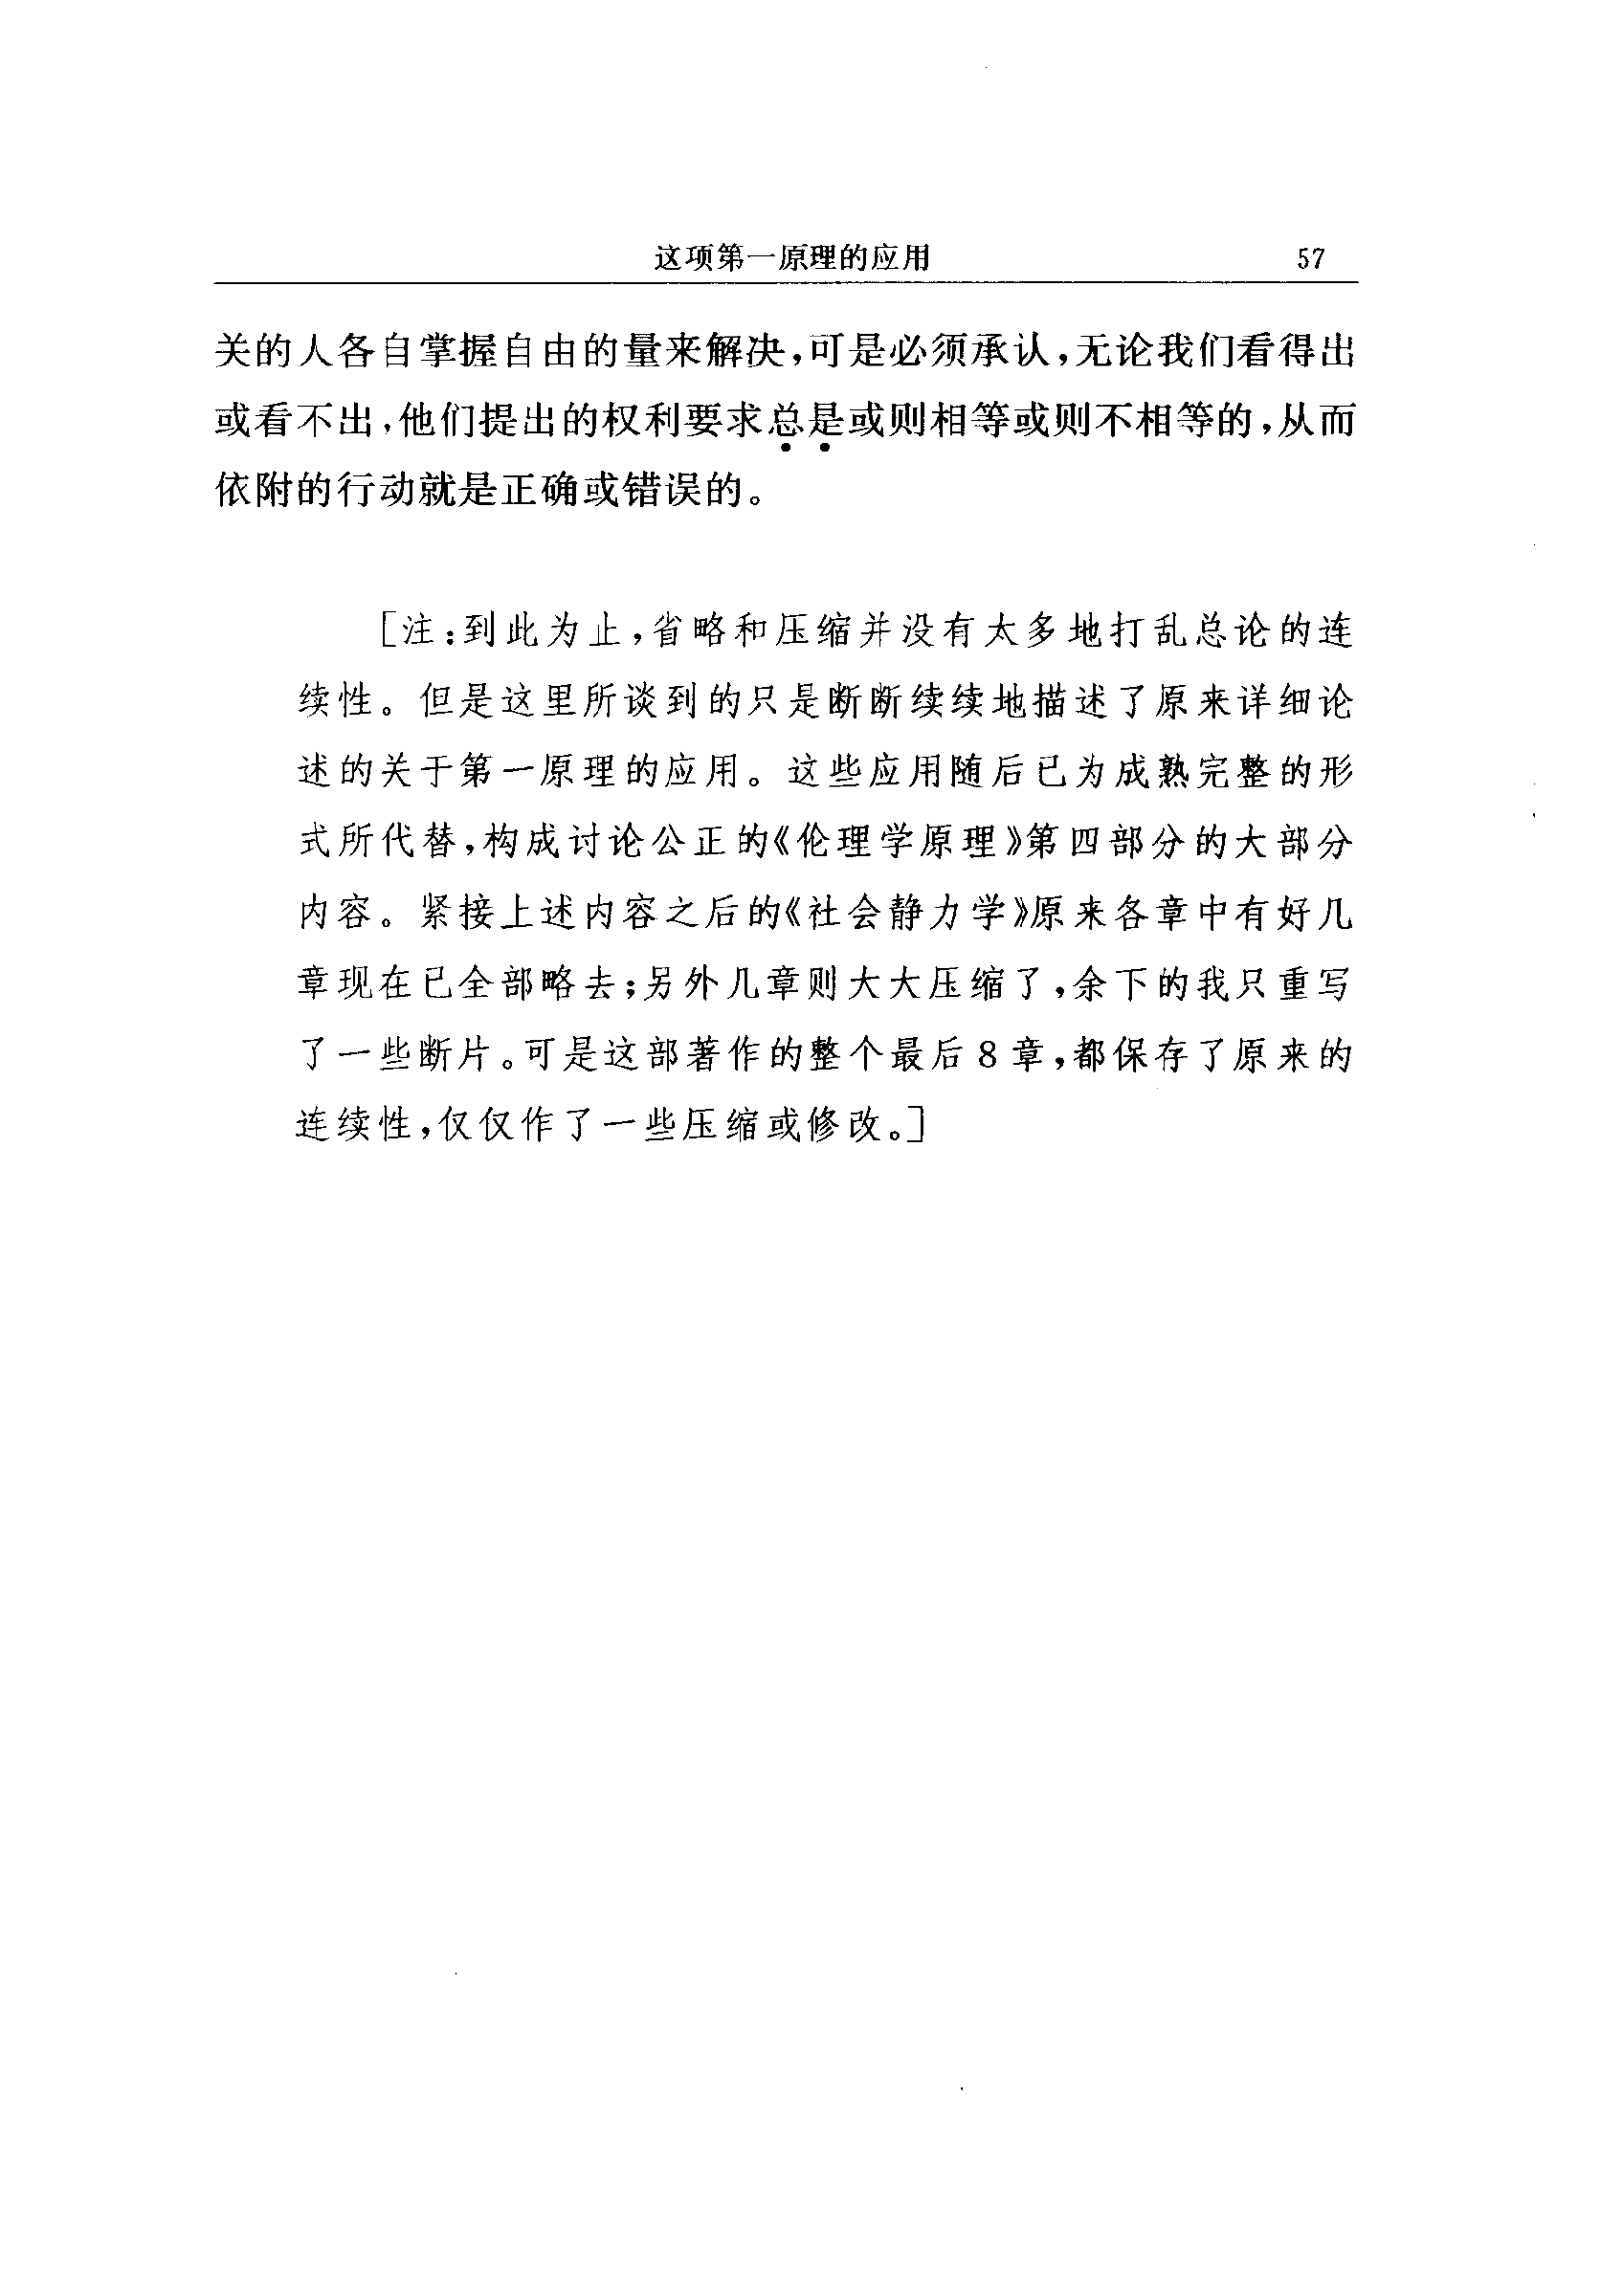 这项第一原理的应用 57
关的人各自掌握自由的量来解决,可是必须承认,无论我们看得出
或看不出,他们提出的权利要求总是或则相等或则不相等的,从而
依附的行动就是正确或错误的。
[注:到此为止,省略和压缩并没有太多地打乱总论的连
续性。但是这里所谈到的只是断断续续地描述了原来详细论
述的关于第一原理的应用。这些应用随后已为成熟完整的形
式所代替,构成讨论公正的《伦理学原理》第四部分的大部分
内容。紧接上述内容之后的《社会静力学》原来各章中有好几
章现在已全部略去;另外几章则大大压缩了,余下的我只重写
了一些断片。可是这部著作的整个最后8章,都保存了原来的
连续性,仅仅作了一些压缩或修改。]